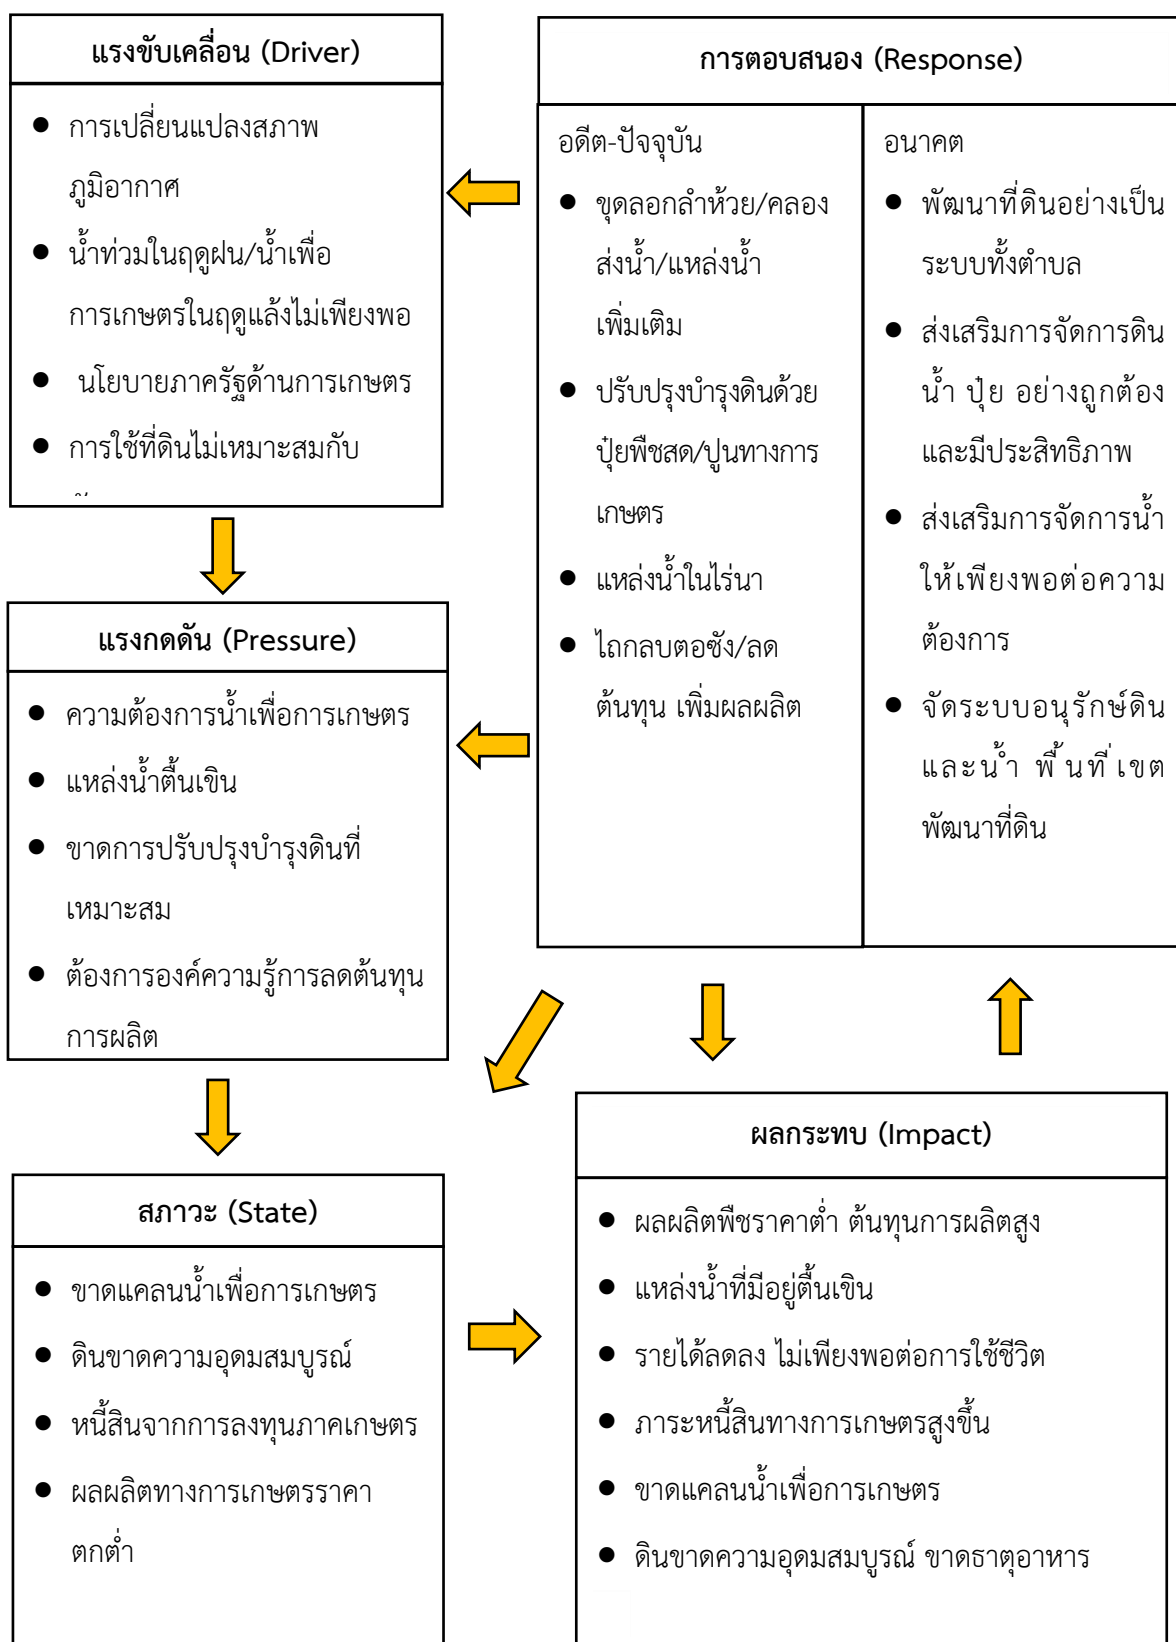 แรงขับเคลื่อน (Driver)
● การเปลี่ยนแปลงสภาพ
ภูมิอากาศ
● น้ำท่วมในฤดูฝน/น้ำเพื่อ
การเกษตรในฤดูแล้งไม่เพียงพอ
● นโยบายภาครัฐด้านการเกษตร
● การใช้ที่ดินไม่เหมาะสมกับ
แรงกดดัน (Pressure)
● ความต้องการน้ำเพื่อการเกษตร
● แหล่งน้ำตื้นเขิน
● ขาดการปรับปรุงบำรุงดินที่
เหมาะสม
● ต้องการองค์ความรู้การลดต้นทุน
การผลิต
สภาวะ (State)
● ขาดแคลนน้ำเพื่อการเกษตร
● ดินขาดความอุดมสมบูรณ์
● หนี้สินจากการลงทุนภาคเกษตร
● ผลผลิตทางการเกษตรราคา
ตกต่ำ
การตอบสนอง (Response)
อดีต-ปัจจุบัน
● ขุดลอกลำห้วย/คลอง
ส่งน้ำ/แหล่งน้ำ
เพิ่มเติม
● ปรับปรุงบำรุงดินด้วย
ปุ๋ยพืชสด/ปูนทางการ
เกษตร
● แหล่งน้ำในไร่นา
● ไถกลบตอซัง/ลด
ต้นทุน เพิ่มผลผลิต
อนาคต
● พัฒนาที่ดินอย่างเป็น
ระบบทั้งตำบล
● ส่งเสริมการจัดการดิน
น้ำ ปุ๋ย อย่างถูกต้อง
และมีประสิทธิภาพ
● ส่งเสริมการจัดการน้ำ
ให้เพียงพอต่อความ
ต้องการ
● จัดระบบอนุรักษ์ดิน
และน้ำ พื้นที่เขต
พัฒนาที่ดิน
ผลกระทบ (Impact)
● ผลผลิตพืชราคาต่ำ ต้นทุนการผลิตสูง
● แหล่งน้ำที่มีอยู่ตื้นเขิน
● รายได้ลดลง ไม่เพียงพอต่อการใช้ชีวิต
● ภาระหนี้สินทางการเกษตรสูงขึ้น
● ขาดแคลนน้ำเพื่อการเกษตร
● ดินขาดความอุดมสมบูรณ์ ขาดธาตุอาหาร